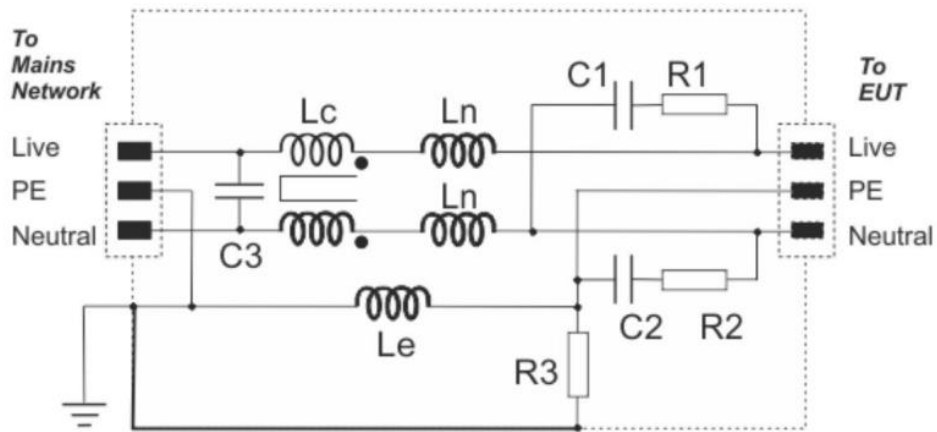 To
Mains
Network
C1
R1
To
EUT
Lc
Ln
Live
Live
PE
Ln
PE
Neutral
C3
Neutral
C2
R2
Le
R3